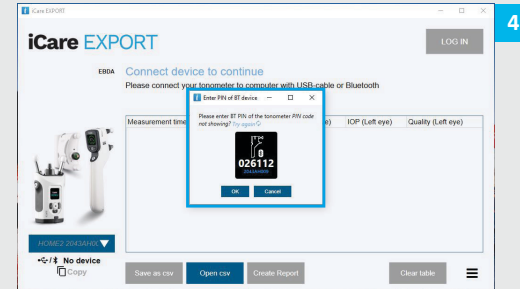 iCare EXPORT
4
iCare EXPORT
LOG IN
EBDA
Connect device to continue
Please connect your tonometer to computer with USB-cable or Bluetooth
Enter PIN of BT device
Please enter BT PIN of the tonometer PIN code
not showing? Try again
026112
2043AH009
OK Cancel
Measurement time
e) IOP (Left eye) Quality (Left eye)
HOME2 2043AH0(
No device
Copy
Save as csv Open csv Create Report Clear table